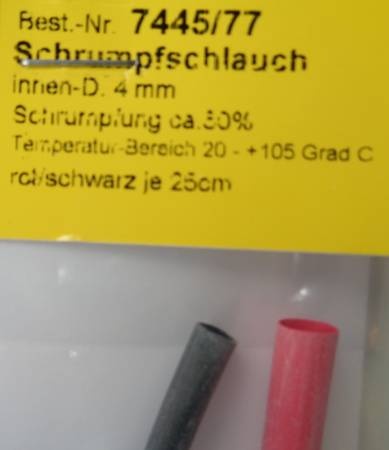 Best.-Nr. 7445/77
Schrumpfschlauch
innen-D. 4 mm
Schrumpfung ca.50%
Temperatur-Bereich 20 - +105 Grad C
rot/schwarz je 25cm